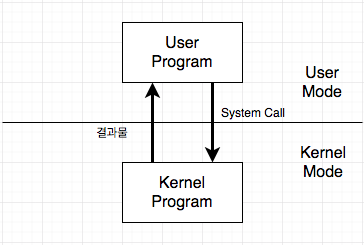 User
Program
User
Mode
System Call
결과물
Kernel
Mode
Kernel
Program